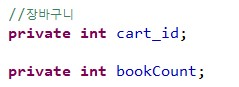 //장바구니
private int cart_id;
private int bookCount;